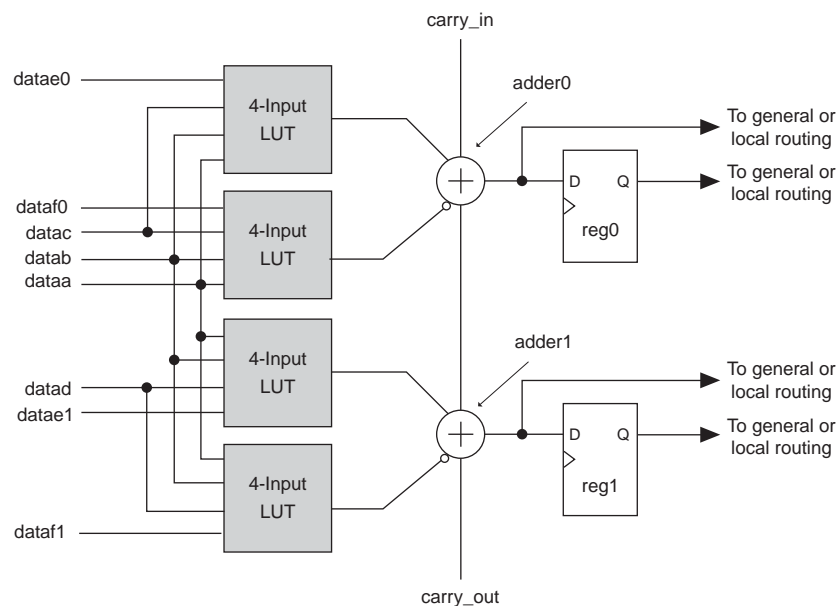 carry_in
adder0
datae0
4-Input
LUT
To general or
local routing
D Q
reg0
To general or
local routing
dataf0
datac
datab
dataa
4-Input
LUT
adder1
4-Input
LUT
datad
datae1
To general or
local routing
D Q
reg1
To general or
local routing
4-Input
LUT
dataf1
carry_out